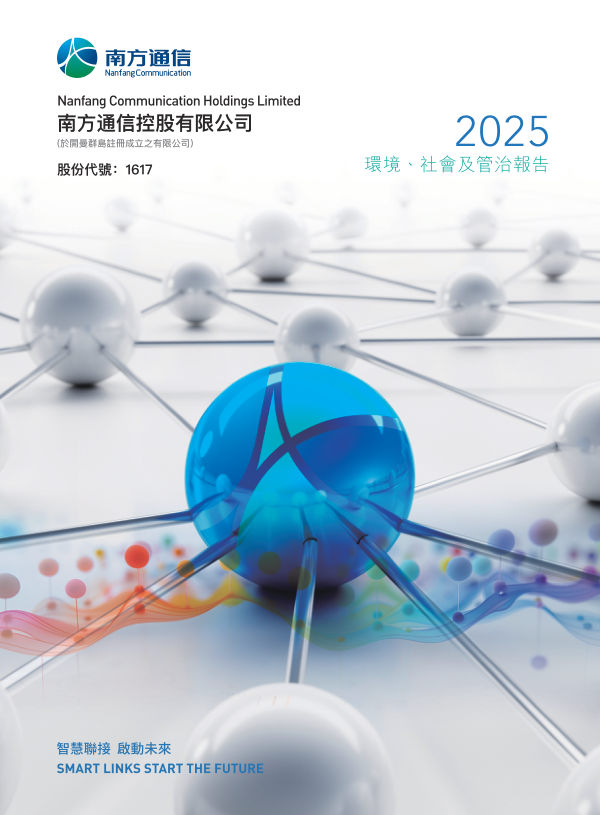 南方通信
Nanfang Communication
Nanfang Communication Holdings Limited
南方通信控股有限公司
(於開曼群島註冊成立之有限公司)
股份代號：1617
2025
環境、社會及管治報告
智慧聯接 啟動未來
SMART LINKS START THE FUTURE